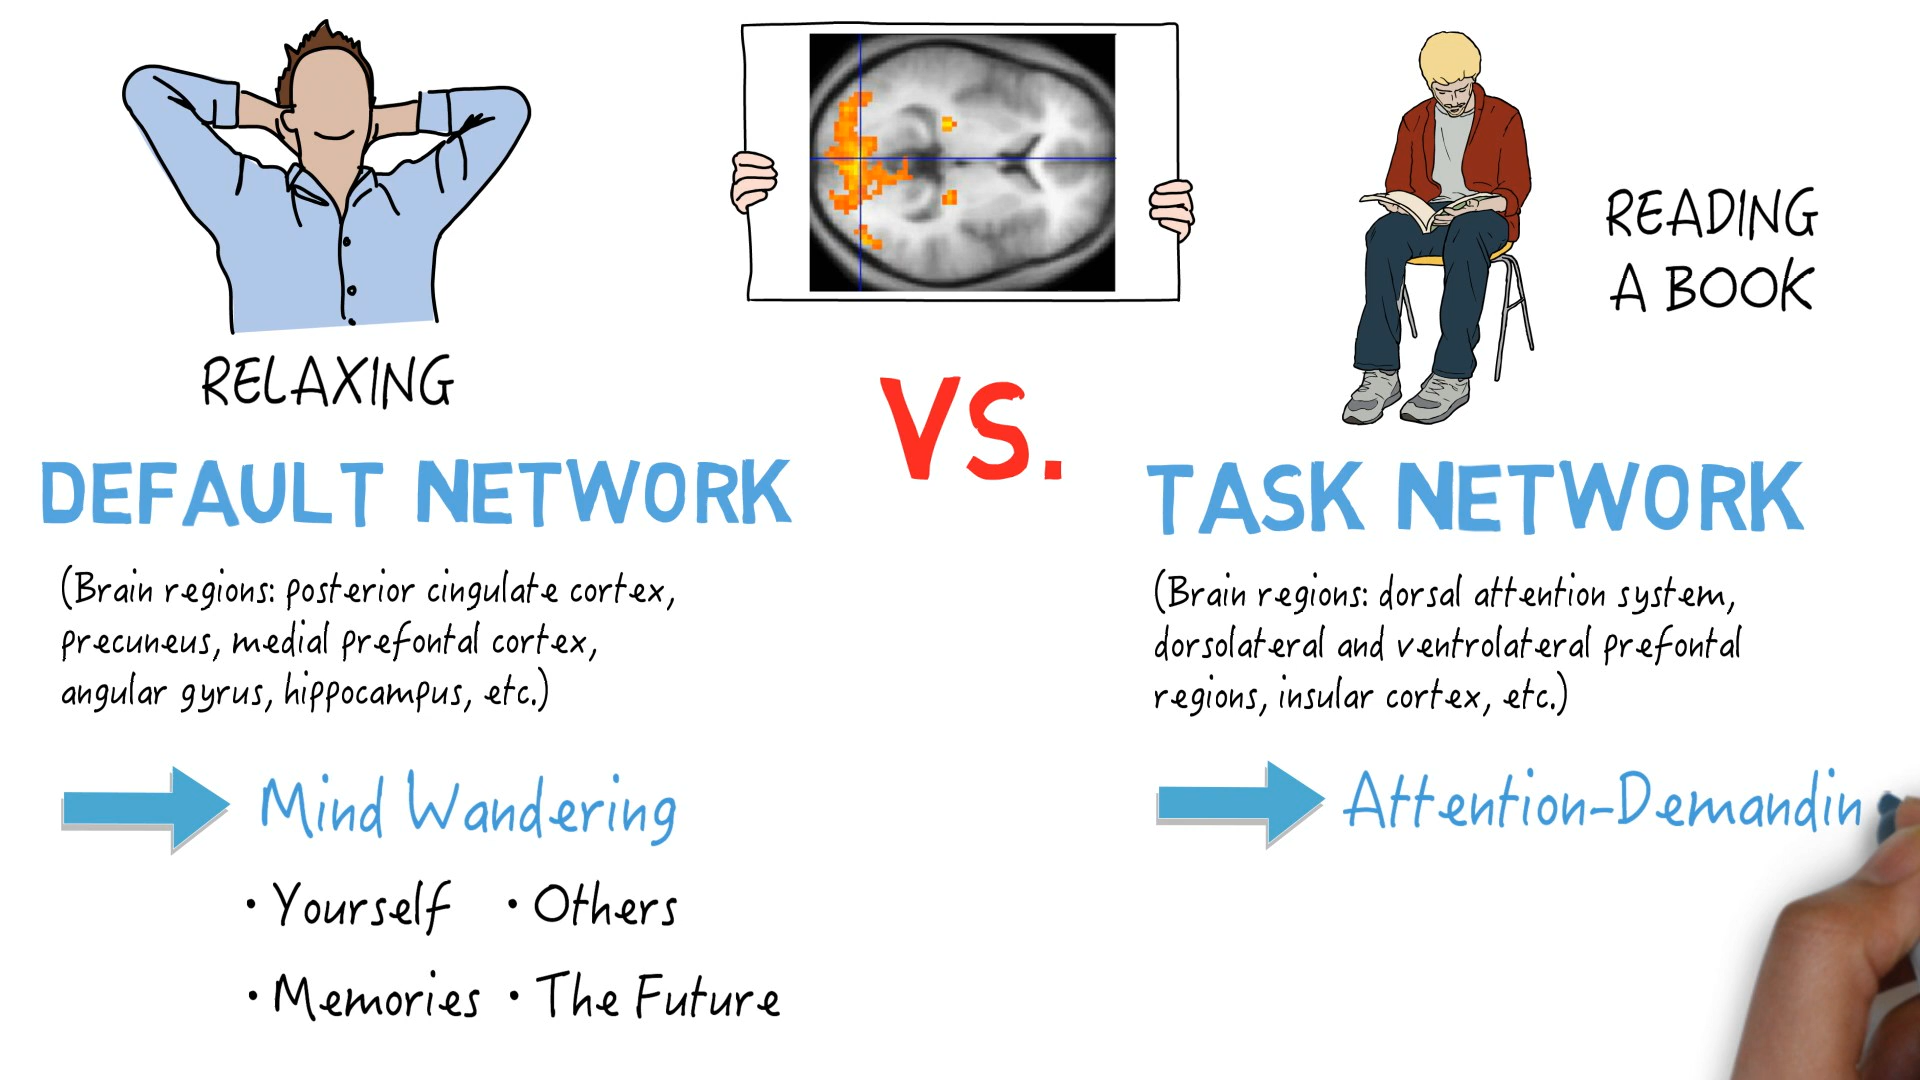 RELAXING
VS.
READING
A BOOK
DEFAULT NETWORK
(Brain regions: posterior cingulate cortex,
precuneus, medial prefontal cortex,
angular gyrus, hippocampus, etc.)
Mind Wandering
• Yourself • Others
• Memories • The Future
TASK NETWORK
(Brain regions: dorsal attention system,
dorsolateral and ventrolateral prefontal
regions, insular cortex, etc.)
Attention-Demandin